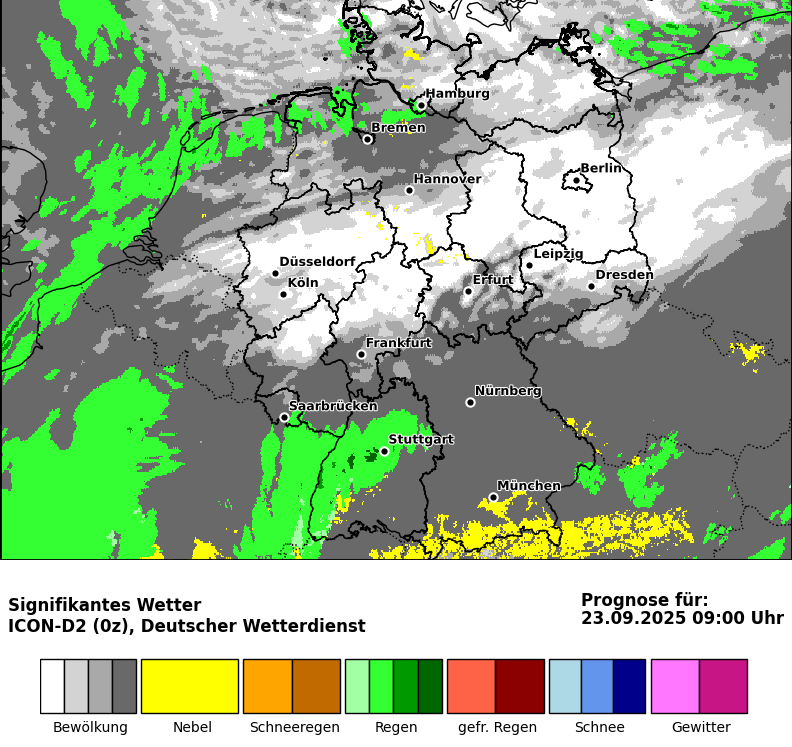 Hamburg
Bremen
Berlin
Hannover
Leipzig
Düsseldorf
Dresden
Köln
Erfurt
Frankfurt
Nürnberg
Saarbrücken
Stuttgart
München
Signifikantes Wetter
ICON-D2 (0z), Deutscher Wetterdienst
Prognose für:
23.09.2025 09:00 Uhr
Bewölkung
Nebel
Schneeregen
Regen
gefr. Regen
Schnee
Gewitter